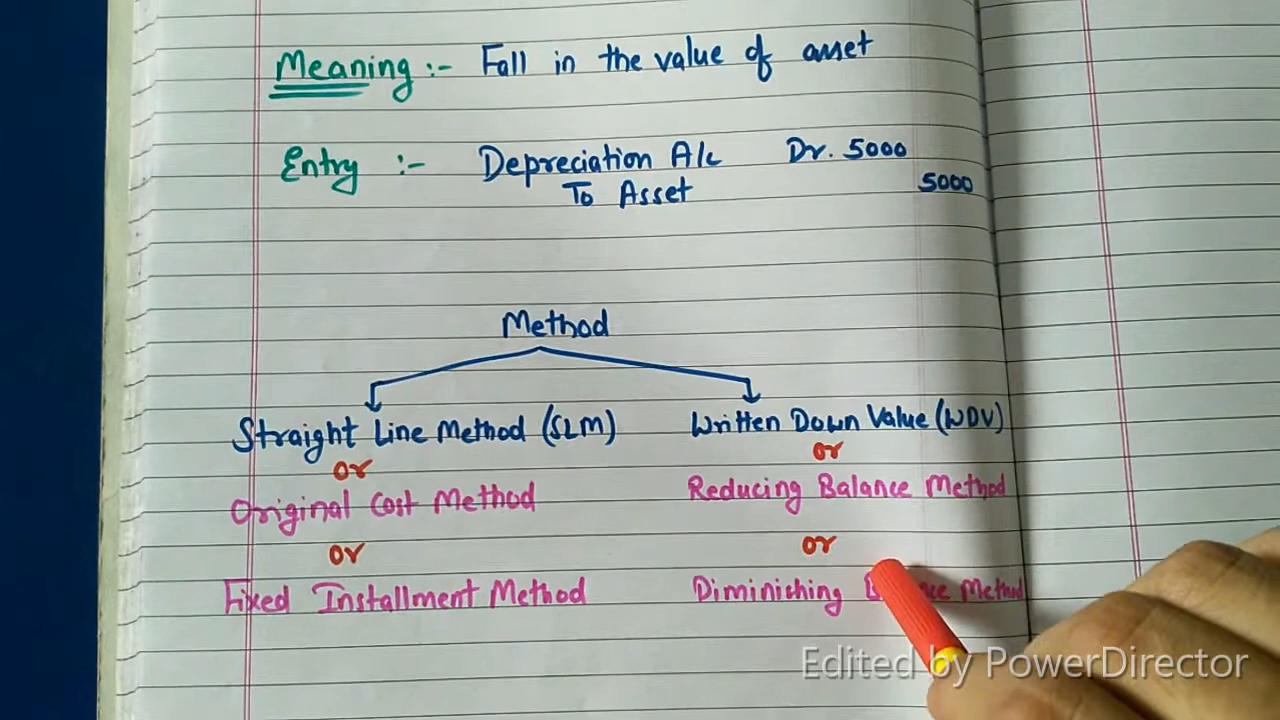 Meaning :- Fall in the value of asset
Entry :- Depreciation A/c Dr. 5000
To Asset 5000
Method
Straight Line Method (SLM)
or
Original Cost Method
or
Fixed Installment Method
Written Down Value (WDV)
or
Reducing Balance Method
or
Diminishing Method
Edited by PowerDirector